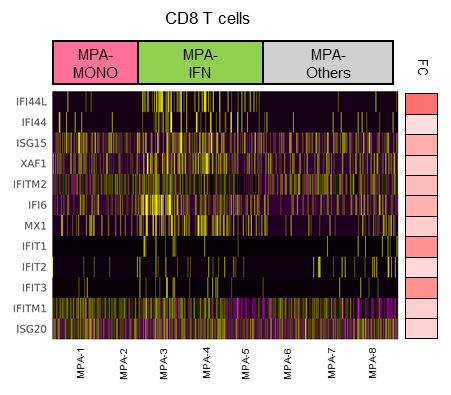 CD8 T cells
MPA-
MONO
MPA-
IFN
MPA-
Others
FC
IFI44L
IFI44
ISG15
XAF1
IFITM2
IFI6
MX1
IFIT1
IFIT2
IFIT3
IFITM1
ISG20
MPA-1
MPA-2
MPA-3
MPA-4
MPA-5
MPA-6
MPA-7
MPA-8